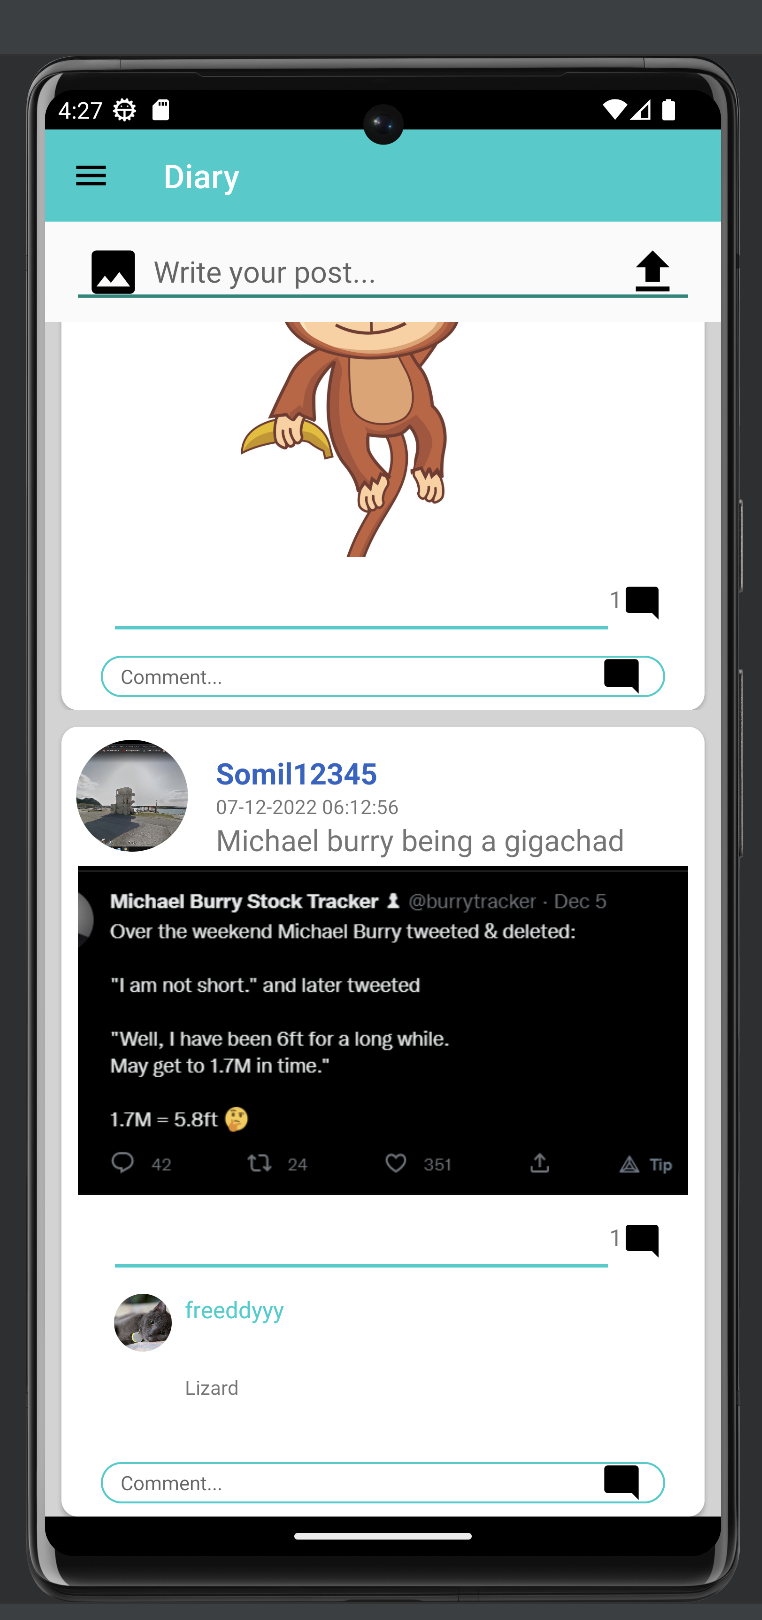 4:27
Diary
Write your post...
1
Comment...
Somil12345
07-12-2022 06:12:56
Michael burry being a gigachad
Michael Burry Stock Tracker @burrytracker · Dec 5
Over the weekend Michael Burry tweeted & deleted:
"I am not short." and later tweeted
"Well, I have been 6ft for a long while.
May get to 1.7M in time."
1.7M = 5.8ft 🤔
42 24 351 Tip
1
freeddyyy
Lizard
Comment...